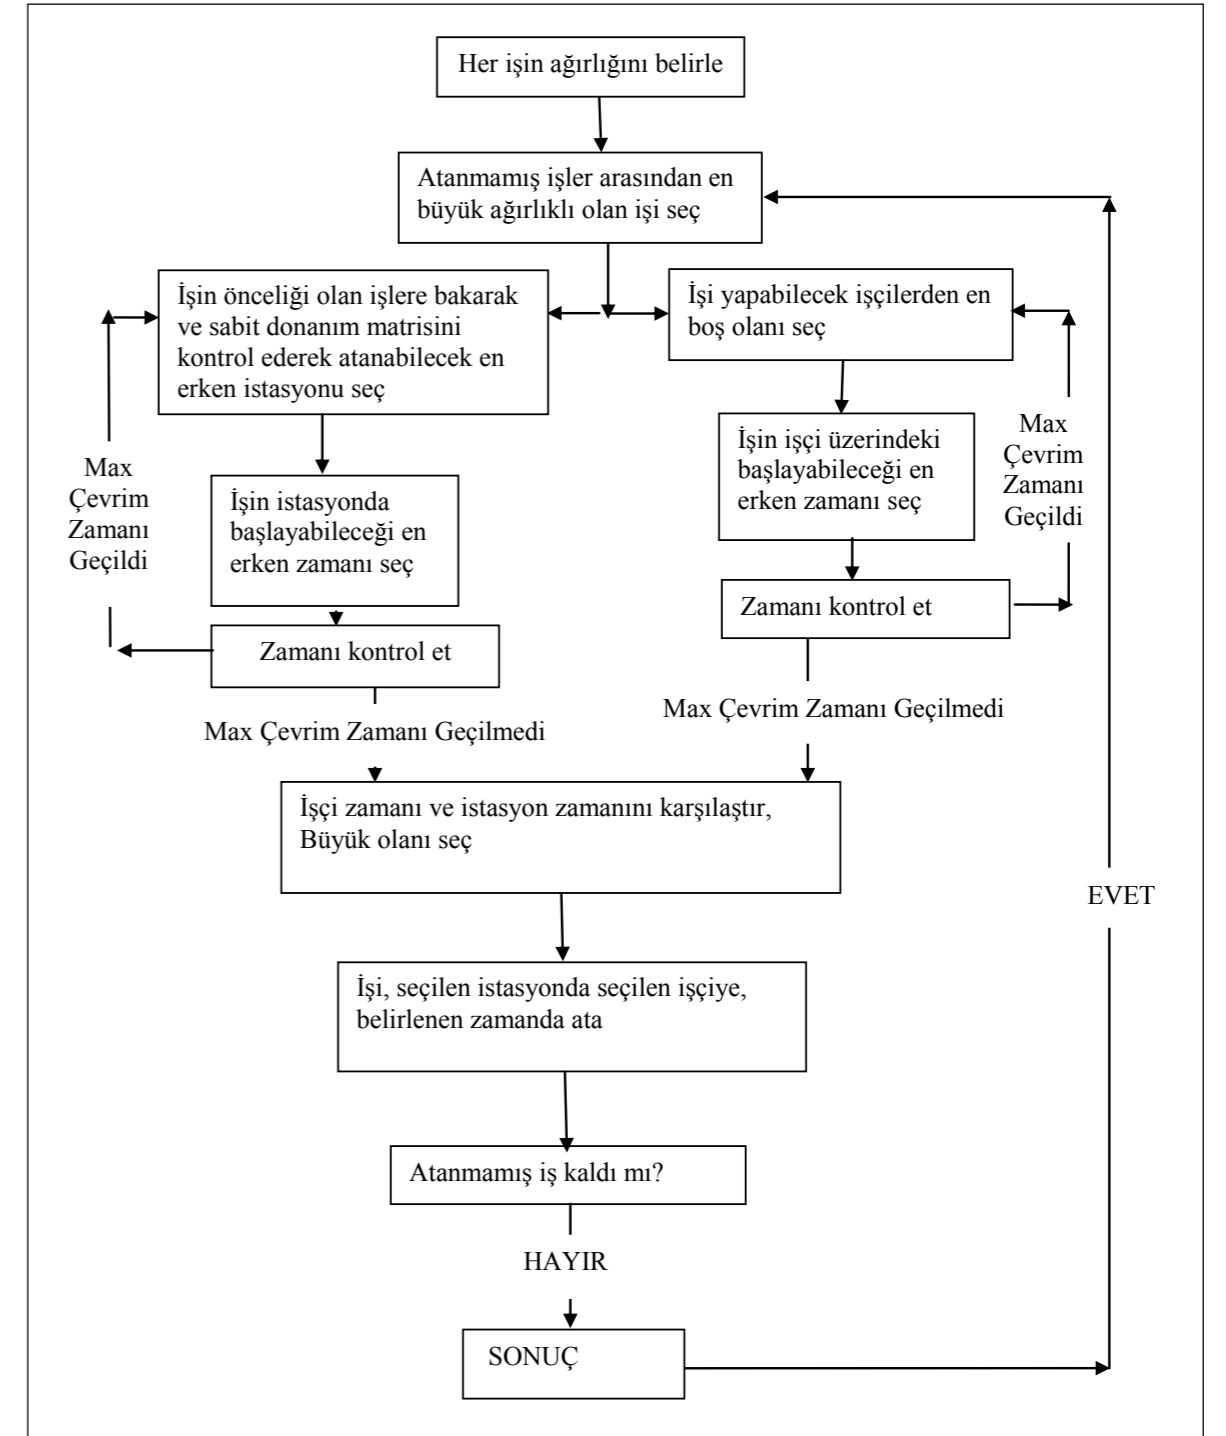 Her işin ağırlığını belirle
Atanmamış işler arasından en
büyük ağırlıklı olan işi seç
İşin önceliği olan işlere bakarak
ve sabit donanım matrisini
kontrol ederek atanabilecek en
erken istasyonu seç
İşi yapabilecek işçilerden en
boş olanı seç
Max
Çevrim
Zamanı
Geçildi
İşin istasyonda
başlayabileceği en
erken zamanı seç
İşin işçi üzerindeki
başlayabileceği en
erken zamanı seç
Max
Çevrim
Zamanı
Geçildi
Zamanı kontrol et
Zamanı kontrol et
Max Çevrim Zamanı Geçilmedi
Max Çevrim Zamanı Geçilmedi
İşçi zamanı ve istasyon zamanını karşılaştır,
Büyük olanı seç
EVET
İşi, seçilen istasyonda seçilen işçiye,
belirlenen zamanda ata
Atanmamış iş kaldı mı?
HAYIR
SONUÇ